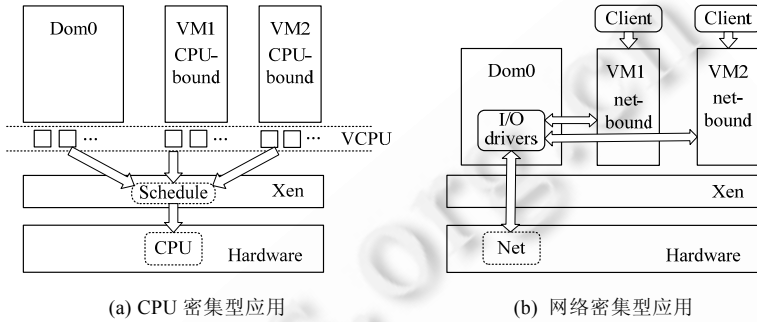 Dom0
VM1
CPU-
bound
VM2
CPU-
bound
...
...
...
VCPU
Schedule
Xen
CPU
Hardware
(a) CPU 密集型应用
Client
Client
Dom0
VM1
net-
bound
VM2
net-
bound
I/O
drivers
Xen
Net
Hardware
(b) 网络密集型应用